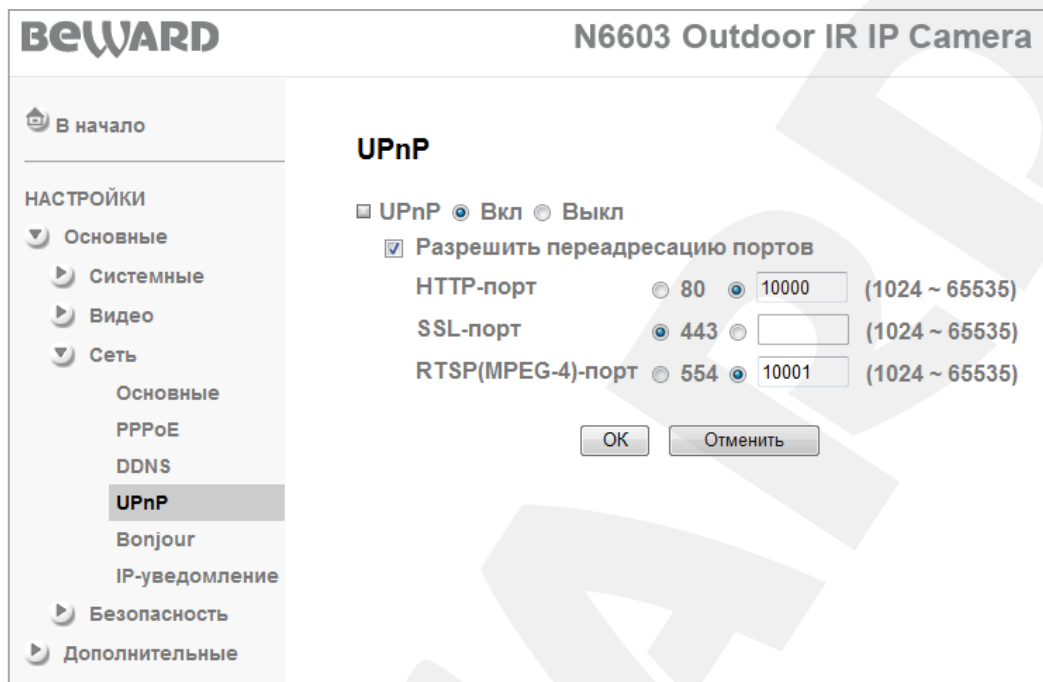 BEWARD
N6603 Outdoor IR IP Camera
В начало
НАСТРОЙКИ
Основные
Системные
Видео
Сеть
Основные
PPPoE
DDNS
UPnP
Bonjour
IP-уведомление
Безопасность
Дополнительные
UPnP
UPnP Вкл Выкл
Разрешить переадресацию портов
HTTP-порт 80 10000 (1024 ~ 65535)
SSL-порт 443 (1024 ~ 65535)
RTSP(MPEG-4)-порт 554 10001 (1024 ~ 65535)
OK Отменить